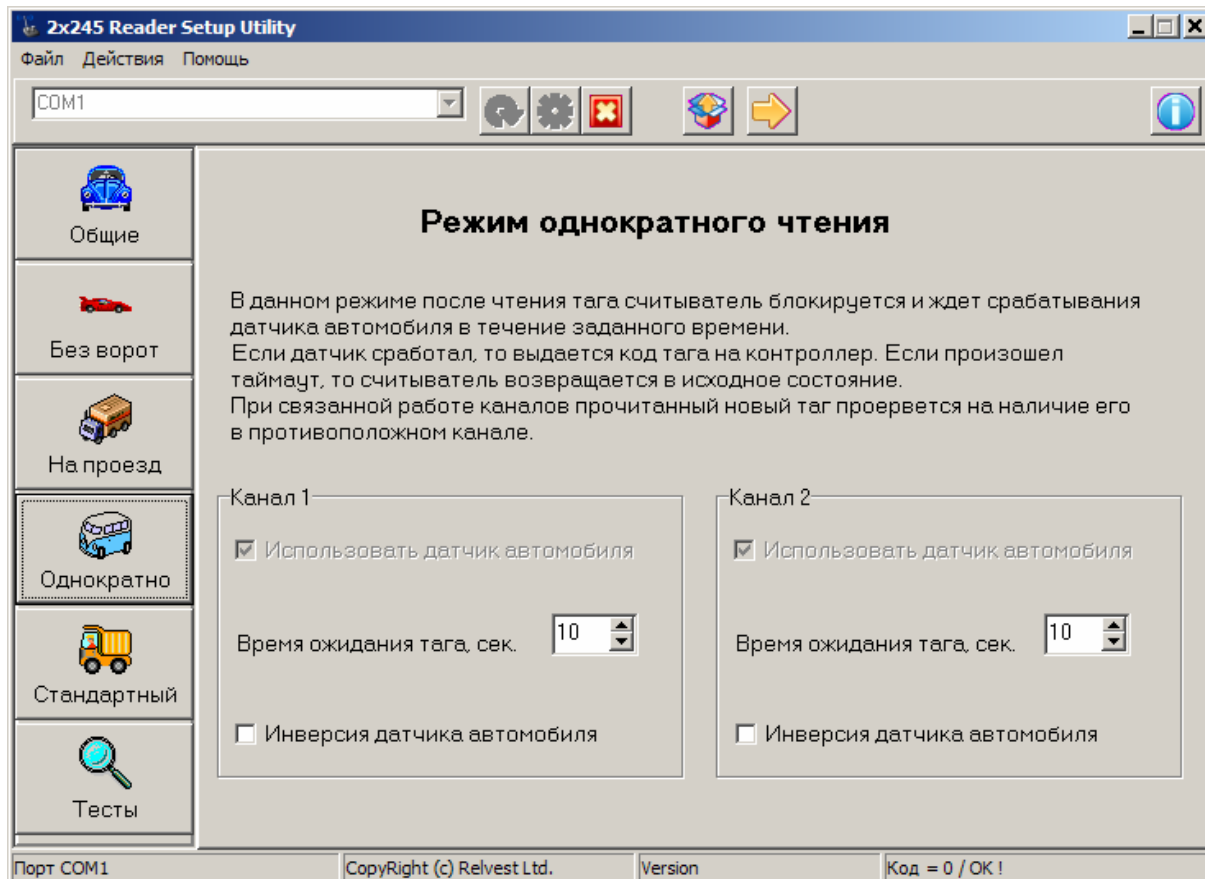 2x245 Reader Setup Utility
Файл Действия Помощь
COM1
Общие
Без ворот
На проезд
Однократно
Стандартный
Тесты
Режим однократного чтения
В данном режиме после чтения тага считыватель блокируется и ждет срабатывания
датчика автомобиля в течение заданного времени.
Если датчик сработал, то выдается код тага на контроллер. Если произошел
таймаут, то считыватель возвращается в исходное состояние.
При связанной работе каналов прочитанный новый таг проервется на наличие его
в противоположном канале.
Канал 1
Использовать датчик автомобиля
Время ожидания тага, сек. 10
Инверсия датчика автомобиля
Канал 2
Использовать датчик автомобиля
Время ожидания тага, сек. 10
Инверсия датчика автомобиля
Порт COM1 CopyRight (c) Relvest Ltd. Version Код = 0 / OK !